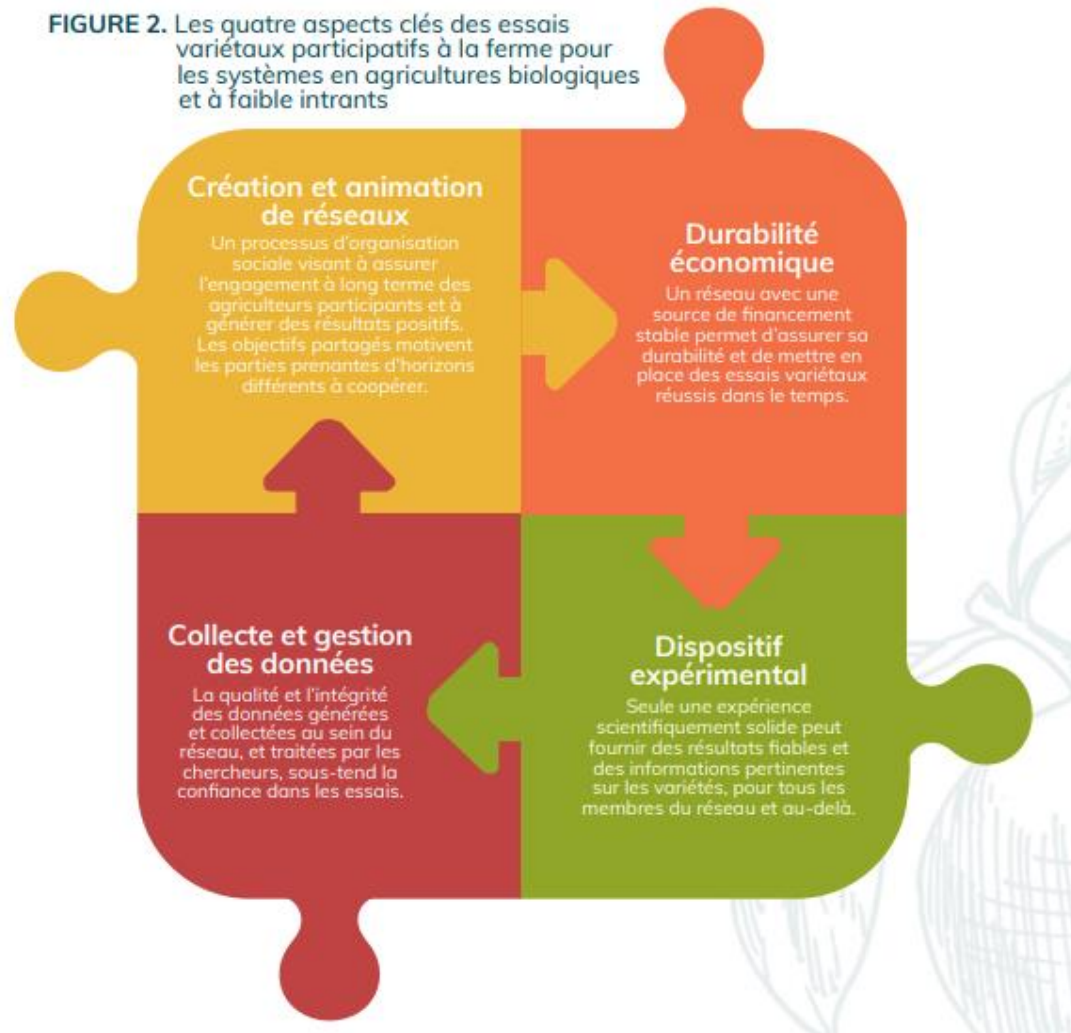 FIGURE 2. Les quatre aspects clés des essais
variétaux participatifs à la ferme pour
les systèmes en agricultures biologiques
et à faible intrants
Création et animation
de réseaux
Un processus d'organisation
sociale visant à assurer
l'engagement à long terme des
agriculteurs participants et à
générer des résultats positifs.
Les objectifs partagés motivent
les parties prenantes d'horizons
différents à coopérer.
Durabilité
économique
Un réseau avec une
source de financement
stable permet d'assurer sa
durabilité et de mettre en
place des essais variétaux
réussis dans le temps.
Collecte et gestion
des données
La qualité et l'intégrité
des données générées
et collectées au sein du
réseau, et traitées par les
chercheurs, sous-tend la
confiance dans les essais.
Dispositif
expérimental
Seule une expérience
scientifiquement solide peut
fournir des résultats fiables et
des informations pertinentes
sur les variétés, pour tous les
membres du réseau et au-delà.